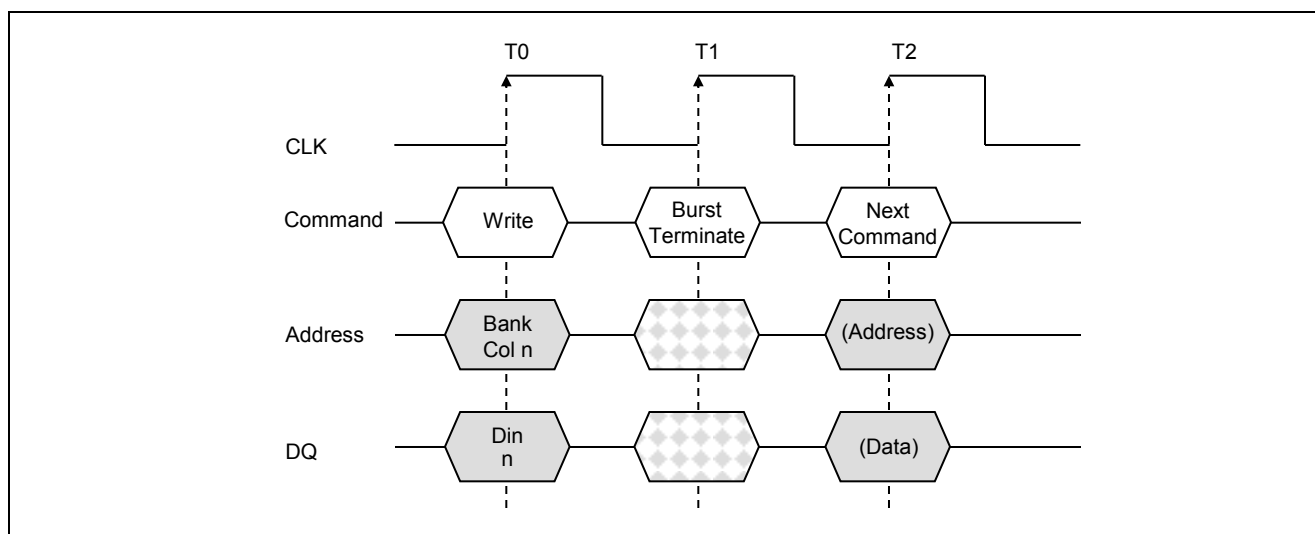 T0 T1 T2
CLK
Command Write Burst Terminate Next Command
Address Bank Col n (Address)
DQ Din n (Data)